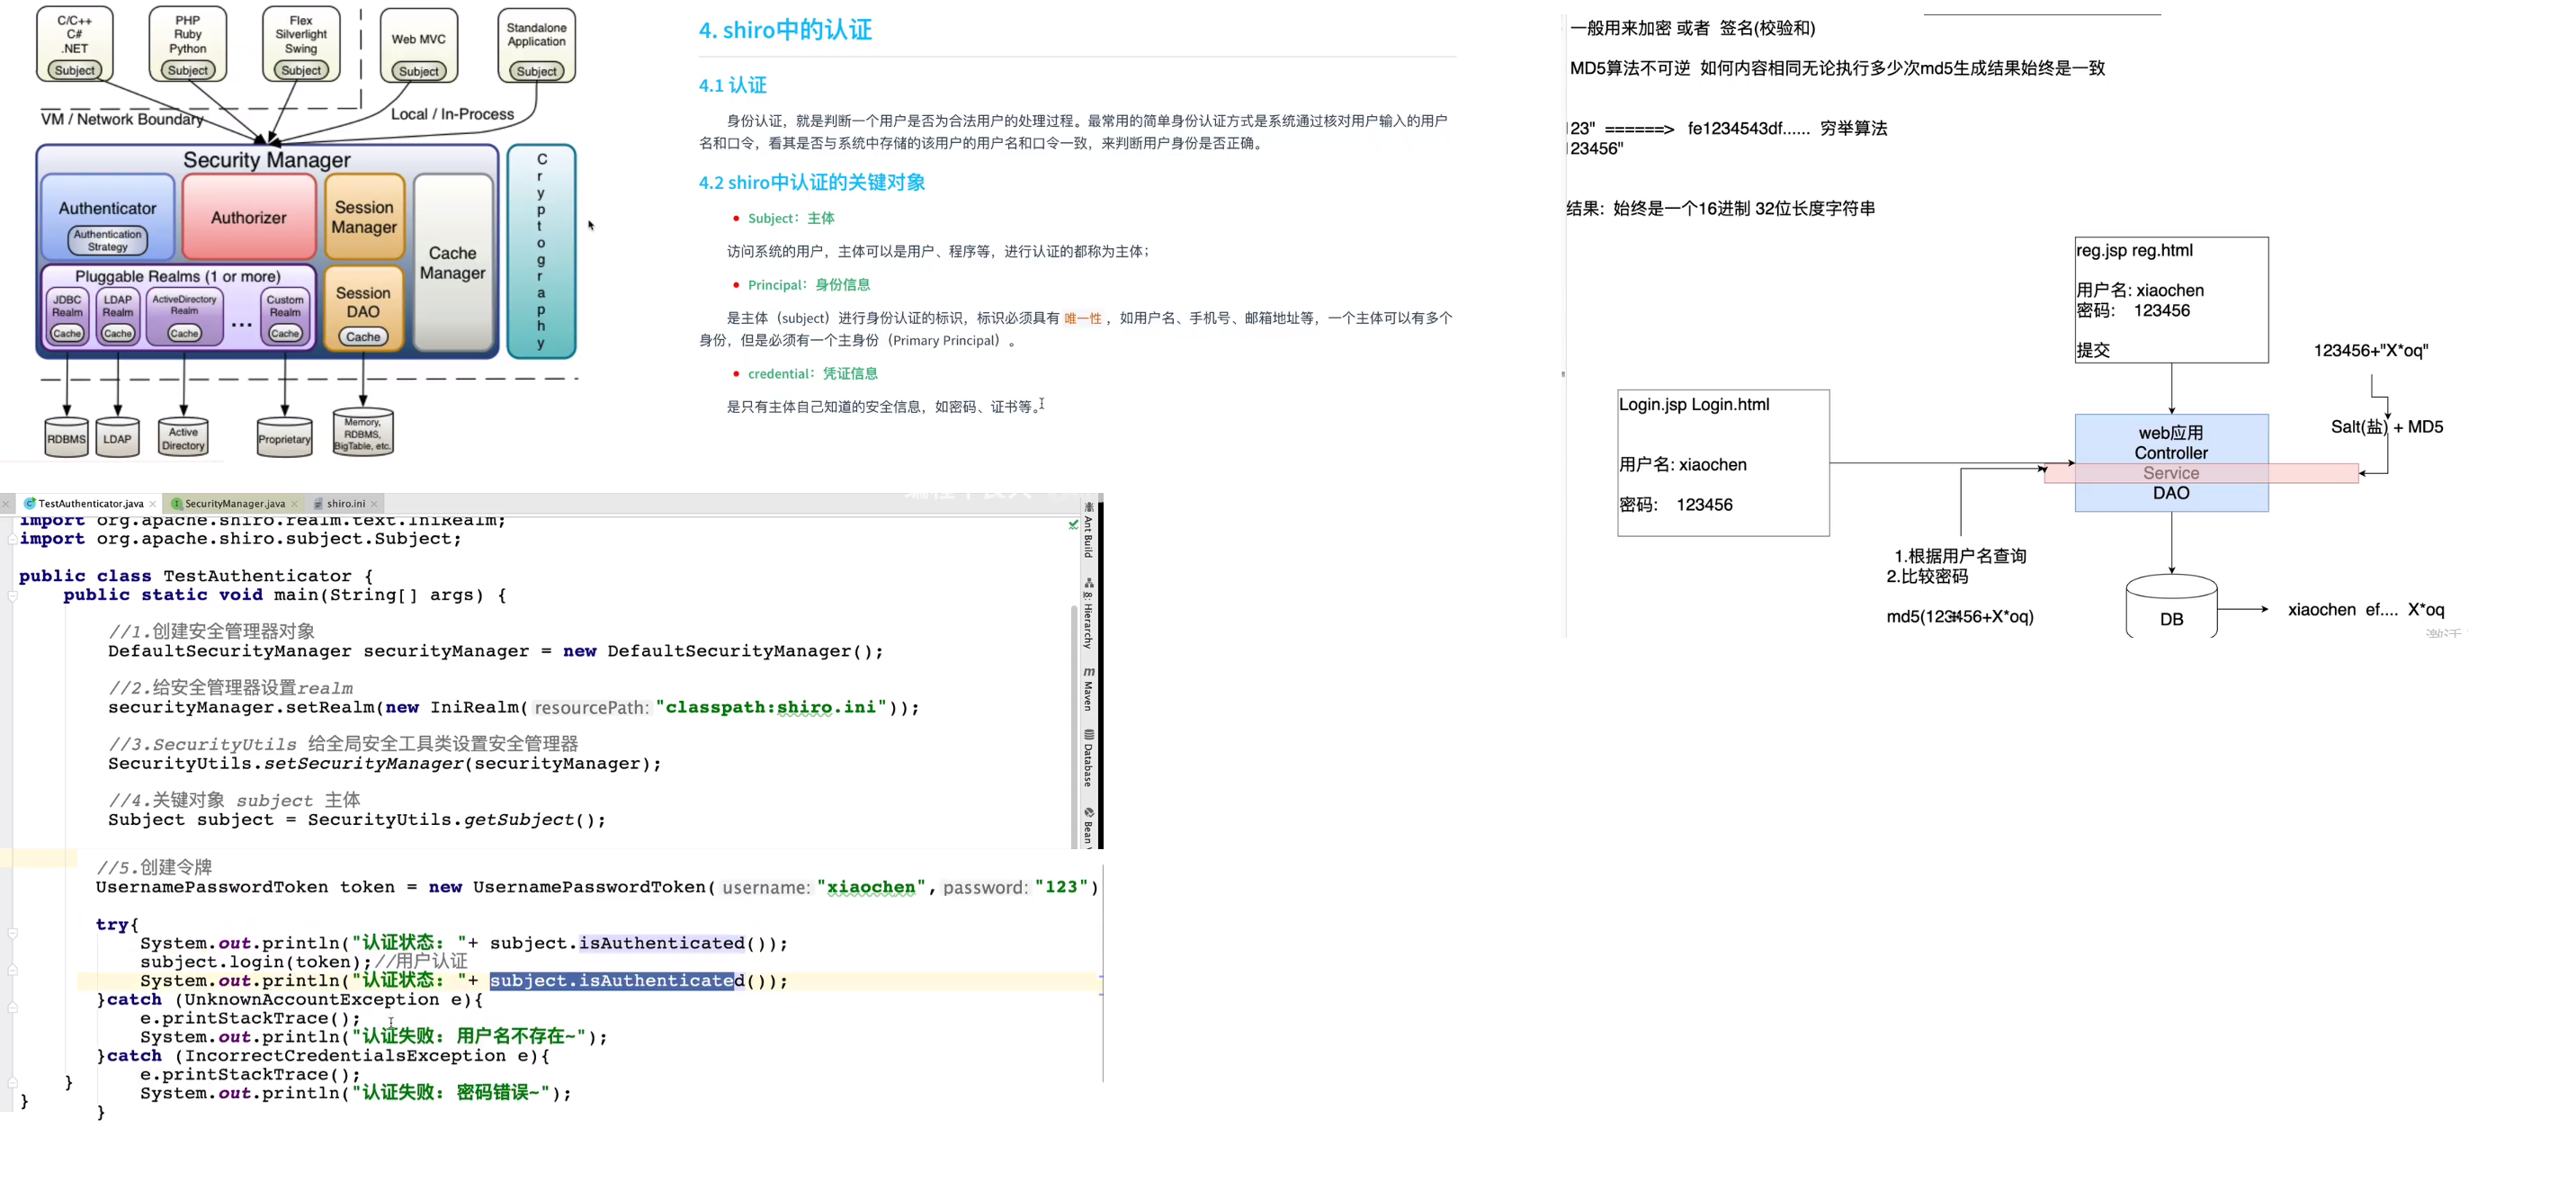 C/C++
C#
.NET
Subject
PHP
Ruby
Python
Subject
Flex
Silverlight
Swing
Subject
Web MVC
Subject
Standalone
Application
Subject
VM / Network Boundary
Local / In-Process
Security Manager
Authenticator
Authentication
Strategy
Authorizer
Session
Manager
Cache
Manager
Cryptography
Pluggable Realms (1 or more)
JDBC
Realm
Cache
LDAP
Realm
Cache
ActiveDirectory
Realm
Cache
...
Custom
Realm
Cache
Session
DAO
Cache
RDBMS
LDAP
Active
Directory
Proprietary
Memory,
RDBMS,
BigTable, etc.
4. shiro中的认证
4.1 认证
身份认证，就是判断一个用户是否为合法用户的处理过程。最常用的简单身份认证方式是系统通过核对用户输入的用户
名和口令，看其是否与系统中存储的该用户的用户名和口令一致，来判断用户身份是否正确。
4.2 shiro中认证的关键对象
Subject：主体
访问系统的用户，主体可以是用户、程序等，进行认证的都称为主体；
Principal：身份信息
是主体（subject）进行身份认证的标识，标识必须具有 唯一性 ，如用户名、手机号、邮箱地址等，一个主体可以有多个
身份，但是必须有一个主身份（Primary Principal）。
credential：凭证信息
是只有主体自己知道的安全信息，如密码、证书等。
一般用来加密 或者 签名(校验和)
MD5算法不可逆 如何内容相同无论执行多少次md5生成结果始终是一致
23" ======> fe1234543df...... 穷举算法
23456"
结果: 始终是一个16进制 32位长度字符串
reg.jsp reg.html
用户名: xiaochen
密码: 123456
提交
123456+"X*oq"
Salt(盐) + MD5
Login.jsp Login.html
用户名: xiaochen
密码: 123456
web应用
Controller
Service
DAO
1.根据用户名查询
2.比较密码
md5(123456+X*oq)
DB
xiaochen ef.... X*oq
激活
TestAuthenticator.java
SecurityManager.java
shiro.ini
import org.apache.shiro.realm.text.IniRealm;
import org.apache.shiro.subject.Subject;
public class TestAuthenticator {
public static void main(String[] args) {
//1.创建安全管理器对象
DefaultSecurityManager securityManager = new DefaultSecurityManager();
//2.给安全管理器设置realm
securityManager.setRealm(new IniRealm( resourcePath: "classpath:shiro.ini"));
//3.SecurityUtils 给全局安全工具类设置安全管理器
SecurityUtils.setSecurityManager(securityManager);
//4.关键对象 subject 主体
Subject subject = SecurityUtils.getSubject();
//5.创建令牌
UsernamePasswordToken token = new UsernamePasswordToken( username: "xiaochen", password: "123")
try{
System.out.println("认证状态: "+ subject.isAuthenticated());
subject.login(token);//用户认证
System.out.println("认证状态: "+ subject.isAuthenticated());
}catch (UnknownAccountException e){
e.printStackTrace();
System.out.println("认证失败: 用户名不存在~");
}catch (IncorrectCredentialsException e){
e.printStackTrace();
System.out.println("认证失败: 密码错误~");
}
}
}
Ant Build
8: Hierarchy
Maven
Database
Bean